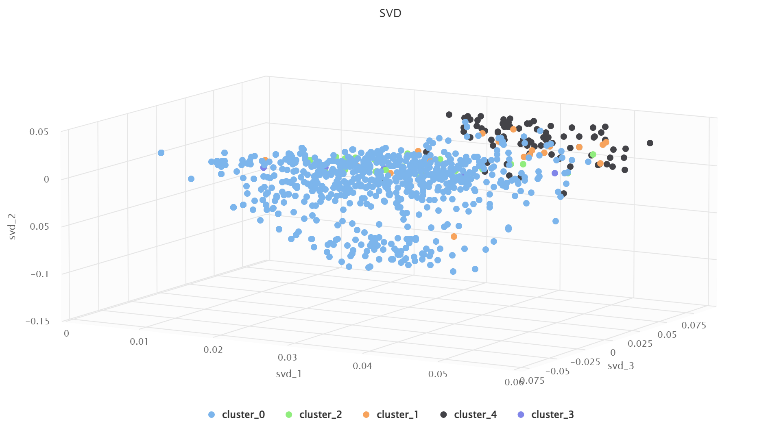 SVD
0.05
0
0.05
-0.1
-0.15
svd_2
0
0.01
0.02
0.03
0.04
0.05
0.06
svd_1
0.075
-0.05
-0.025
0
0.025
0.05
0.075
svd_3
cluster_0
cluster_2
cluster_1
cluster_4
cluster_3